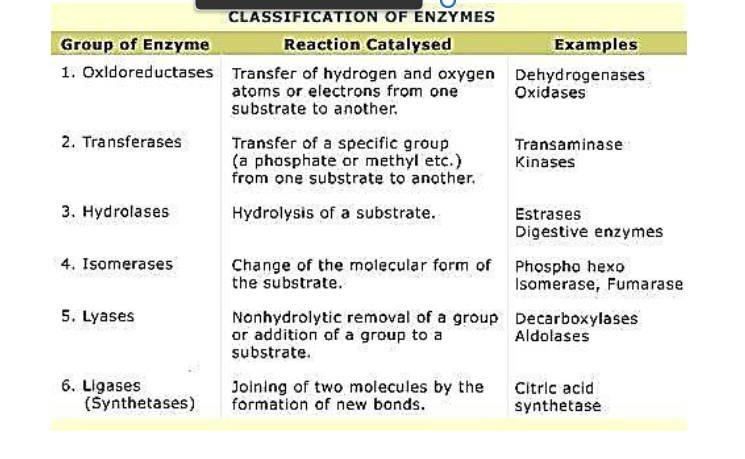 CLASSIFICATION OF ENZYMES
Group of Enzyme Reaction Catalysed Examples
1. Oxidoreductases Transfer of hydrogen and oxygen Dehydrogenases
atoms or electrons from one Oxidases
substrate to another.
2. Transferases Transfer of a specific group Transaminase
(a phosphate or methyl etc.) Kinases
from one substrate to another.
3. Hydrolases Hydrolysis of a substrate. Estrases
Digestive enzymes
4. Isomerases Change of the molecular form of Phospho hexo
the substrate. Isomerase, Fumarase
5. Lyases Nonhydrolytic removal of a group Decarboxylases
or addition of a group to a Aldolases
substrate.
6. Ligases Joining of two molecules by the Citric acid
(Synthetases) formation of new bonds. synthetase